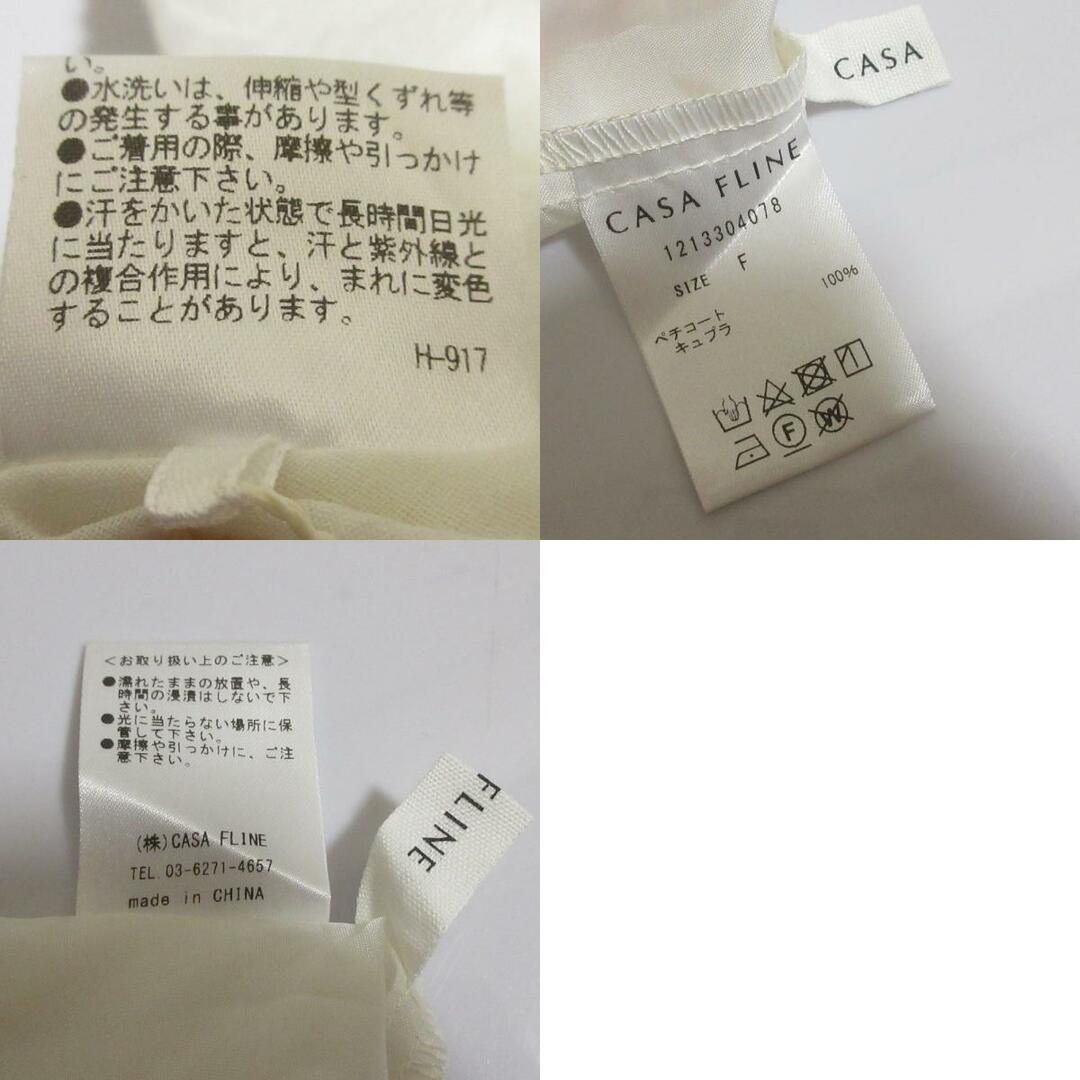 い。
●水洗いは、伸縮や型くずれ等
の発生する事があります。
●ご着用の際、摩擦や引っかけ
にご注意下さい。
●汗をかいた状態で長時間日光
に当たりますと、汗と紫外線と
の複合作用により、まれに変色
することがあります。
H-917
CASA
CASA FLINE
1213304078
SIZE F
ペチコート
キュプラ 100%
F
W
<お取り扱い上のご注意>
●濡れたままの放置や、長
時間の浸漬はしないで下
さい。
●光に当たらない場所に保
管して下さい。
●摩擦や引っかけに、ご注
意下さい。
(株)CASA FLINE
TEL.03-6271-4657
made in CHINA
FLINE